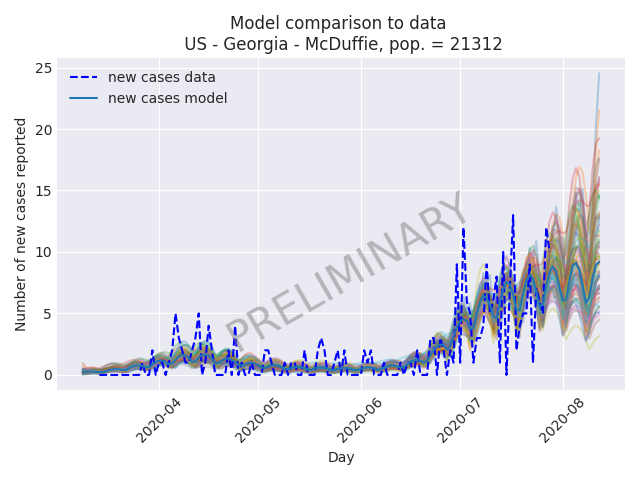 Model comparison to data
US - Georgia - McDuffie, pop. = 21312
new cases data
new cases model
PRELIMINARY
Number of new cases reported
25
20
15
10
5
0
2020-04
2020-05
2020-06
2020-07
2020-08
Day